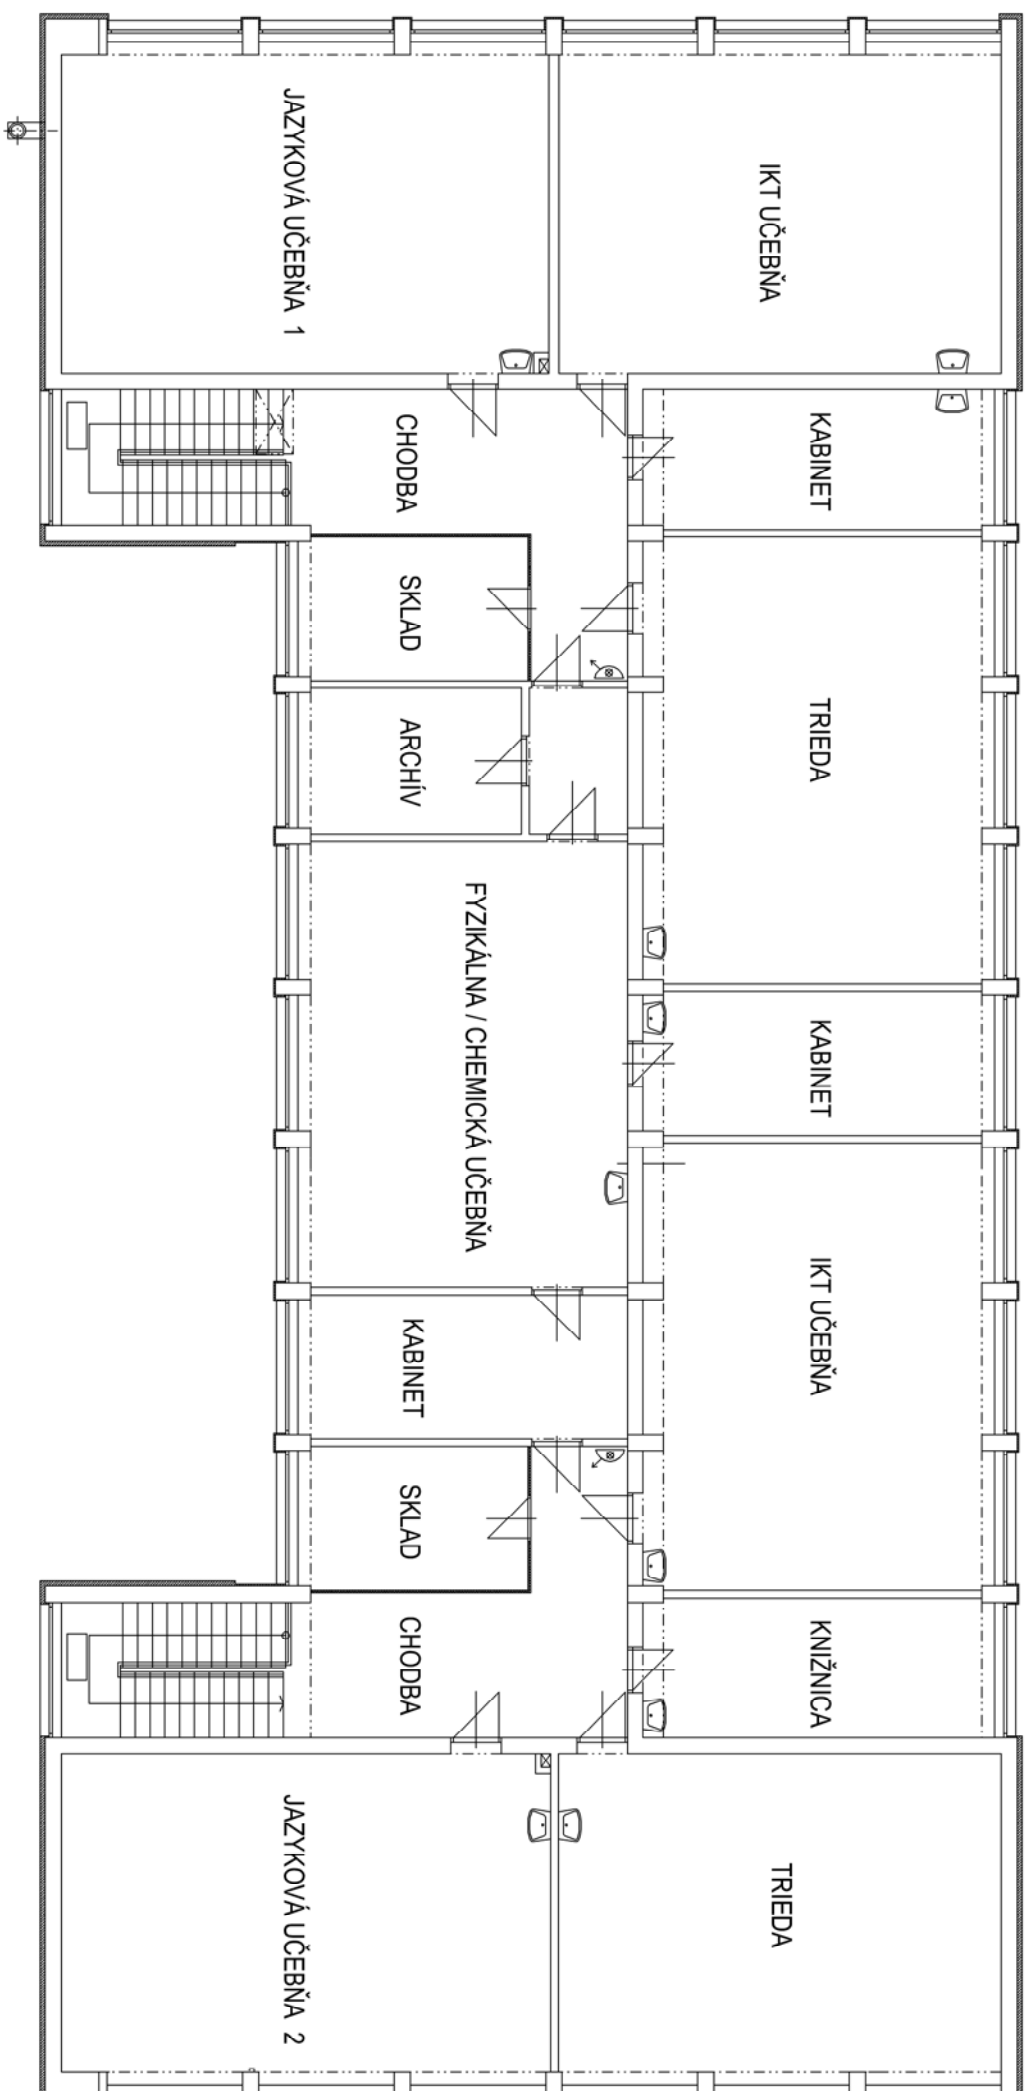 JAZYKOVÁ UČEBŇA 1
IKT UČEBŇA
CHODBA
KABINET
SKLAD
TRIEDA
ARCHÍV
FYZIKÁLNA / CHEMICKÁ UČEBŇA
KABINET
IKT UČEBŇA
KABINET
SKLAD
CHODBA
KNIŽNICA
JAZYKOVÁ UČEBŇA 2
TRIEDA